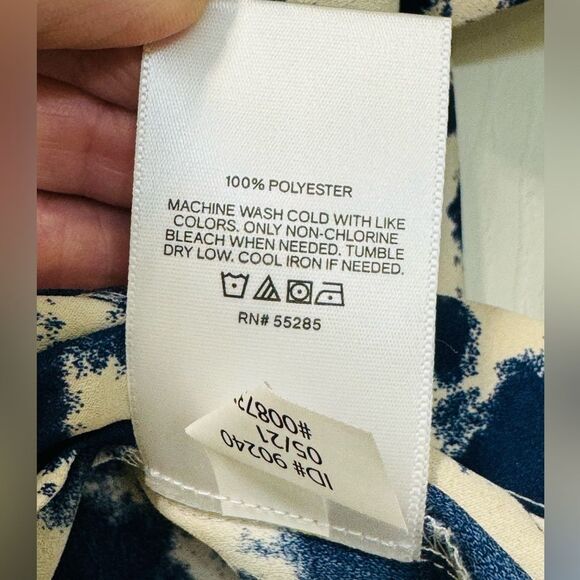 100% POLYESTER
MACHINE WASH COLD WITH LIKE
COLORS. ONLY NON-CHLORINE
BLEACH WHEN NEEDED. TUMBLE
DRY LOW. COOL IRON IF NEEDED.
RN# 55285
ID# 90240
05/21